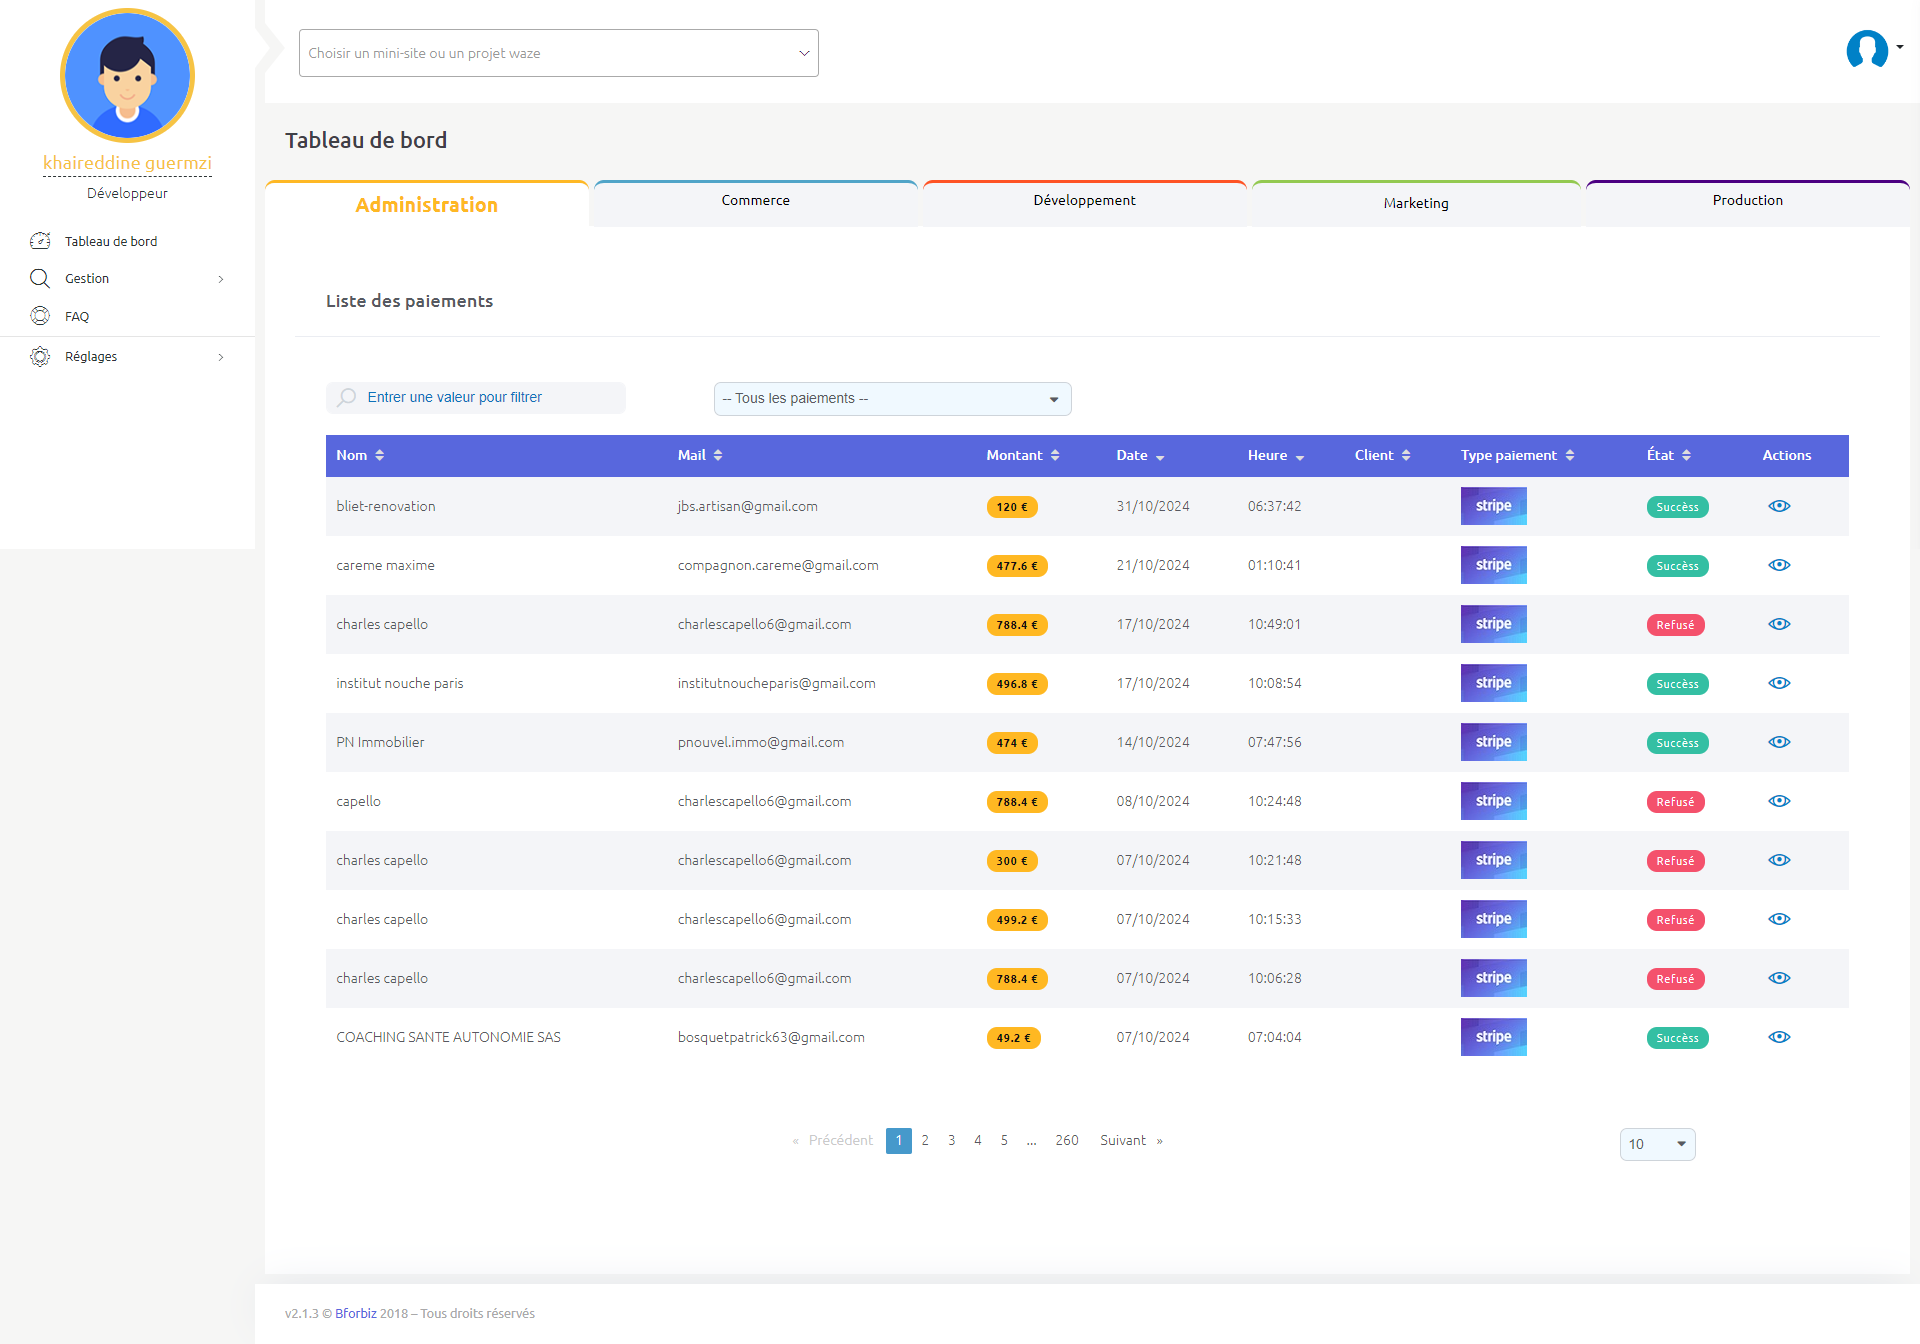 khaireddine guermzi
Développeur
Tableau de bord
Gestion
FAQ
Réglages
Choisir un mini-site ou un projet waze
Tableau de bord
Administration
Commerce
Développement
Marketing
Production
Liste des paiements
Entrer une valeur pour filtrer
-- Tous les paiements --
Nom Mail Montant Date Heure Client Type paiement État Actions
bliet-renovation jbs.artisan@gmail.com 120 € 31/10/2024 06:37:42 stripe Succèss
careme maxime compagnon.careme@gmail.com 477.6 € 21/10/2024 01:10:41 stripe Succèss
charles capello charlescapello6@gmail.com 788.4 € 17/10/2024 10:49:01 stripe Refusé
institut nouche paris institutnoucheparis@gmail.com 496.8 € 17/10/2024 10:08:54 stripe Succèss
PN Immobilier pnouvel.immo@gmail.com 474 € 14/10/2024 07:47:56 stripe Succèss
capello charlescapello6@gmail.com 788.4 € 08/10/2024 10:24:48 stripe Refusé
charles capello charlescapello6@gmail.com 300 € 07/10/2024 10:21:48 stripe Refusé
charles capello charlescapello6@gmail.com 499.2 € 07/10/2024 10:15:33 stripe Refusé
charles capello charlescapello6@gmail.com 788.4 € 07/10/2024 10:06:28 stripe Refusé
COACHING SANTE AUTONOMIE SAS bosquetpatrick63@gmail.com 49.2 € 07/10/2024 07:04:04 stripe Succèss
« Précédent 1 2 3 4 5 ... 260 Suivant »
10
v2.1.3 © Bforbiz 2018 – Tous droits réservés